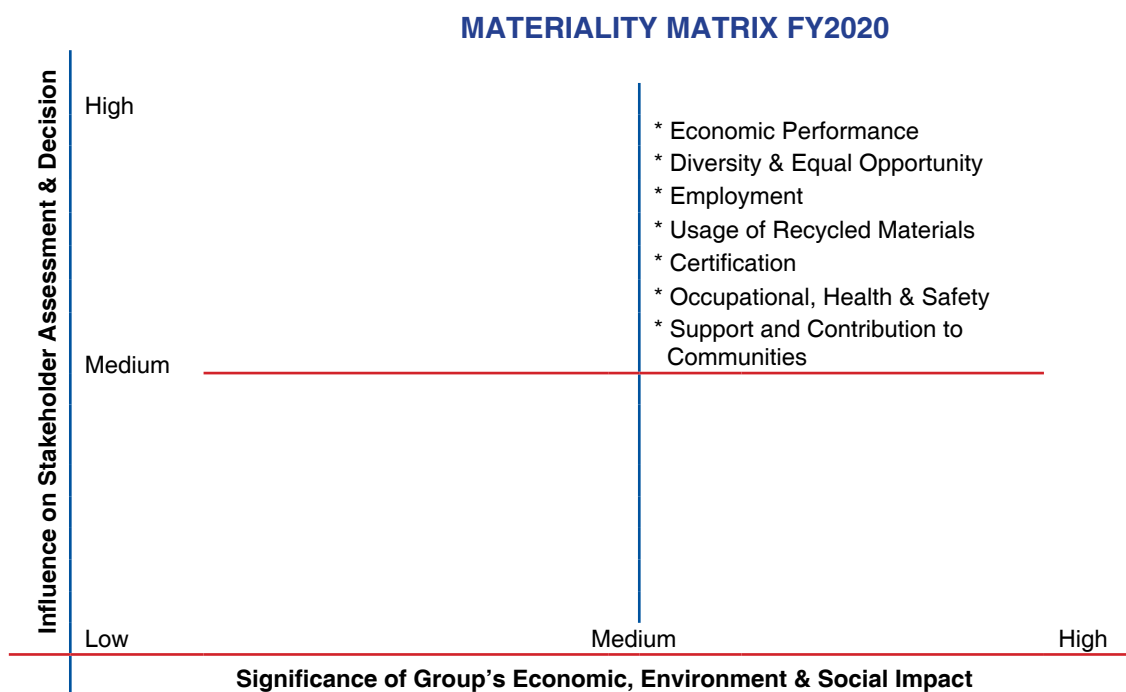 MATERIALITY MATRIX FY2020
Influence on Stakeholder Assessment & Decision
High
* Economic Performance
* Diversity & Equal Opportunity
* Employment
* Usage of Recycled Materials
* Certification
* Occupational, Health & Safety
* Support and Contribution to
Communities
Medium
Low
Medium
High
Significance of Group’s Economic, Environment & Social Impact